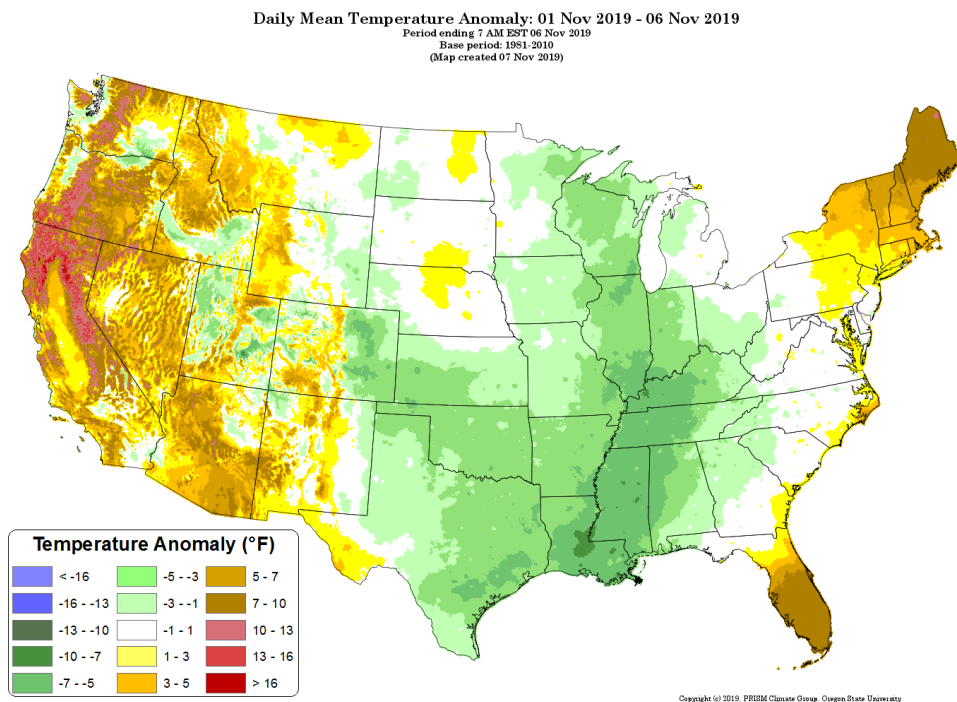 Daily Mean Temperature Anomaly: 01 Nov 2019 - 06 Nov 2019
Period ending 7 AM EST 06 Nov 2019
Base period: 1981-2010
(Map created 07 Nov 2019)
Temperature Anomaly (°F)
< -16
-16 - -13
-13 - -10
-10 - -7
-7 - -5
-5 - -3
-3 - -1
-1 - 1
1 - 3
3 - 5
5 - 7
7 - 10
10 - 13
13 - 16
> 16
Copyright (c) 2019, PRISM Climate Group, Oregon State University